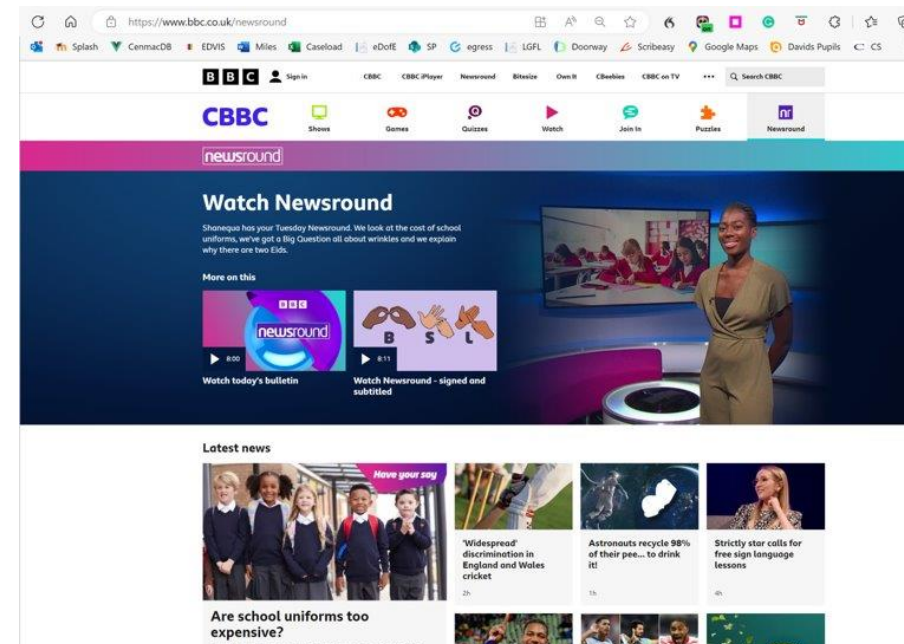 https://www.bbc.co.uk/newsround
Splash
CenmacDB
EDVIS
Miles
Caseload
eDofE
SP
egress
LGFL
Doorway
Scribeasy
Google Maps
Davids Pupils
CS
BBC
Sign in
CBBC
CBBC iPlayer
Newsround
Bitesize
Own It
CBeebies
CBBC on TV
Search CBBC
CBBC
Shows
Games
Quizzes
Watch
Join In
Puzzles
nr
Newsround
newsround
Watch Newsround
Shanequa has your Tuesday Newsround. We look at the cost of school
uniforms, we've got a Big Question all about wrinkles and we explain
why there are two Eids.
More on this
BBC
newsround
8:00
B S L
8:11
Watch today's bulletin
Watch Newsround - signed and
subtitled
Latest news
Have your say
Are school uniforms too
expensive?
'Widespread'
discrimination in
England and Wales
cricket
2h
Astronauts recycle 98%
of their pee... to drink
it!
1h
Strictly star calls for
free sign language
lessons
4h